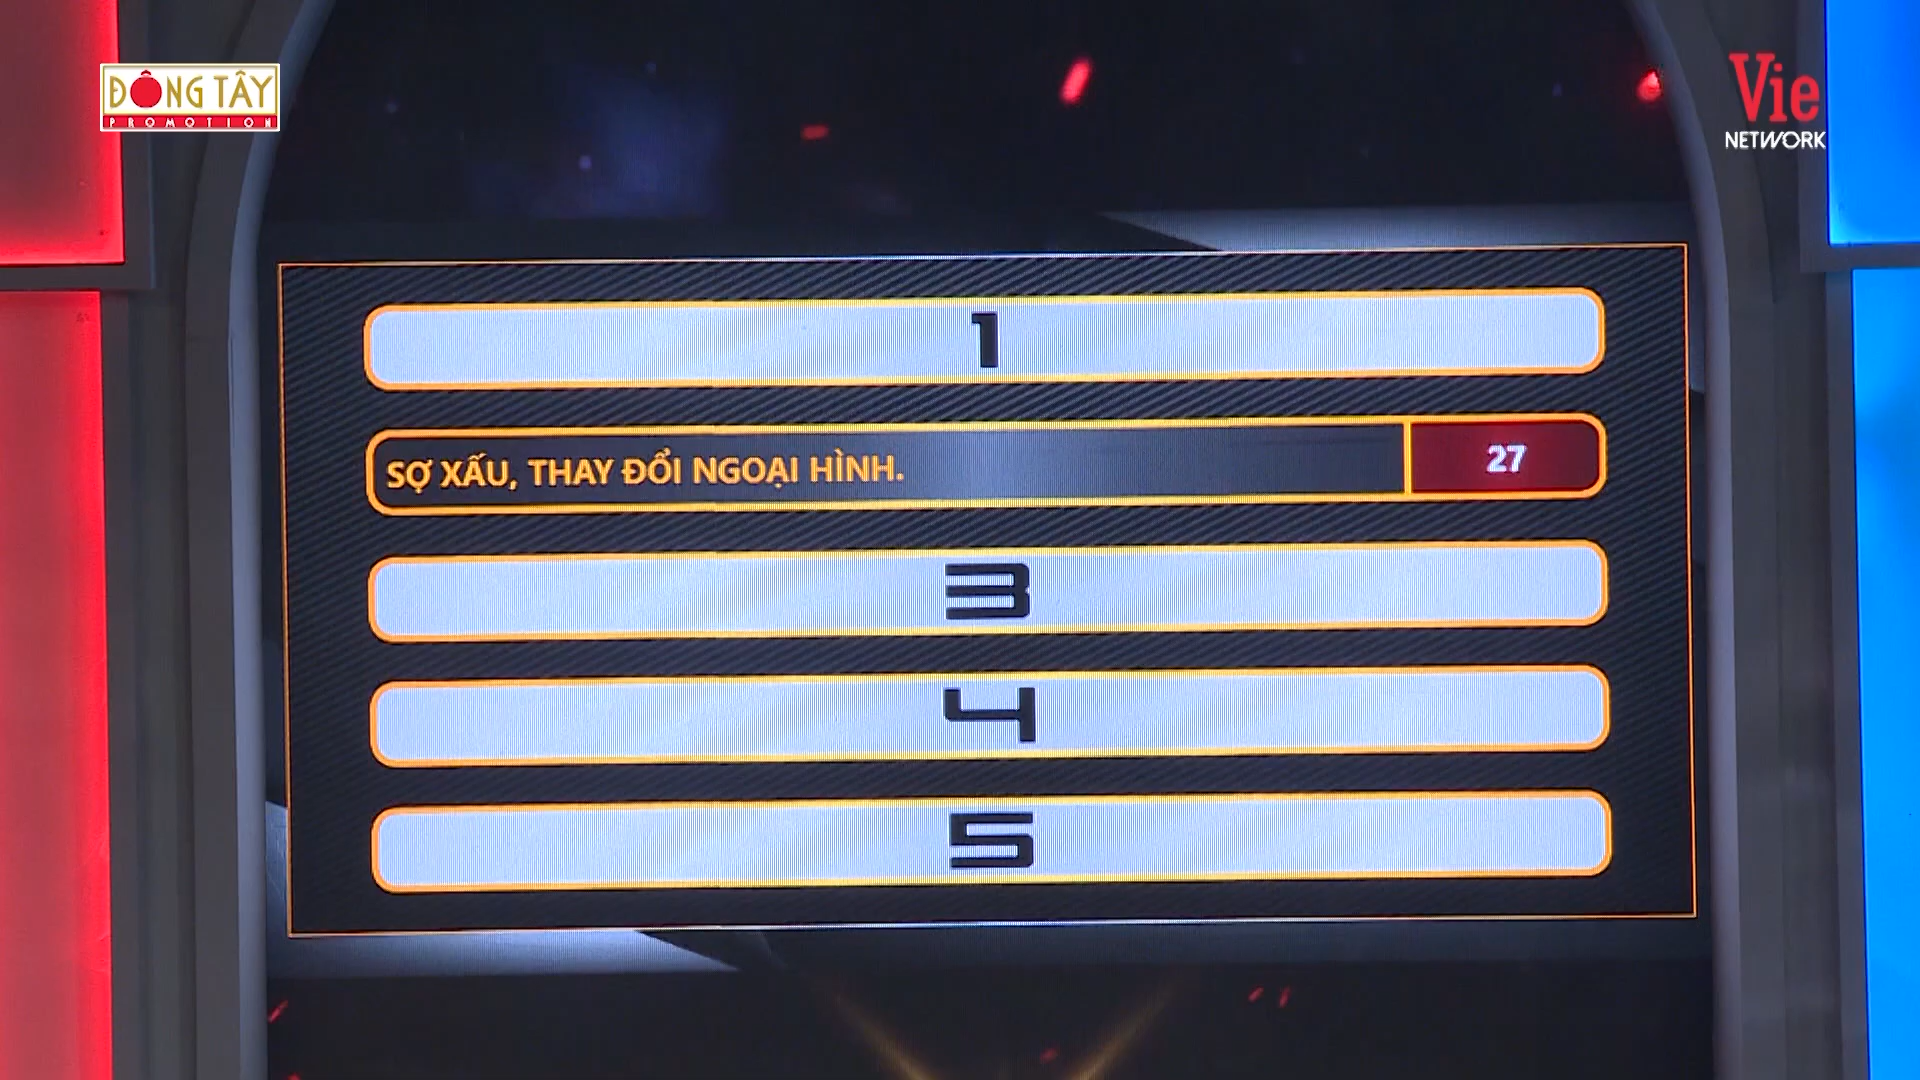 ĐÔNG TÂY
PROMOTION
Vie
NETWORK
1
SỢ XẤU, THAY ĐỔI NGOẠI HÌNH. 27
3
4
5